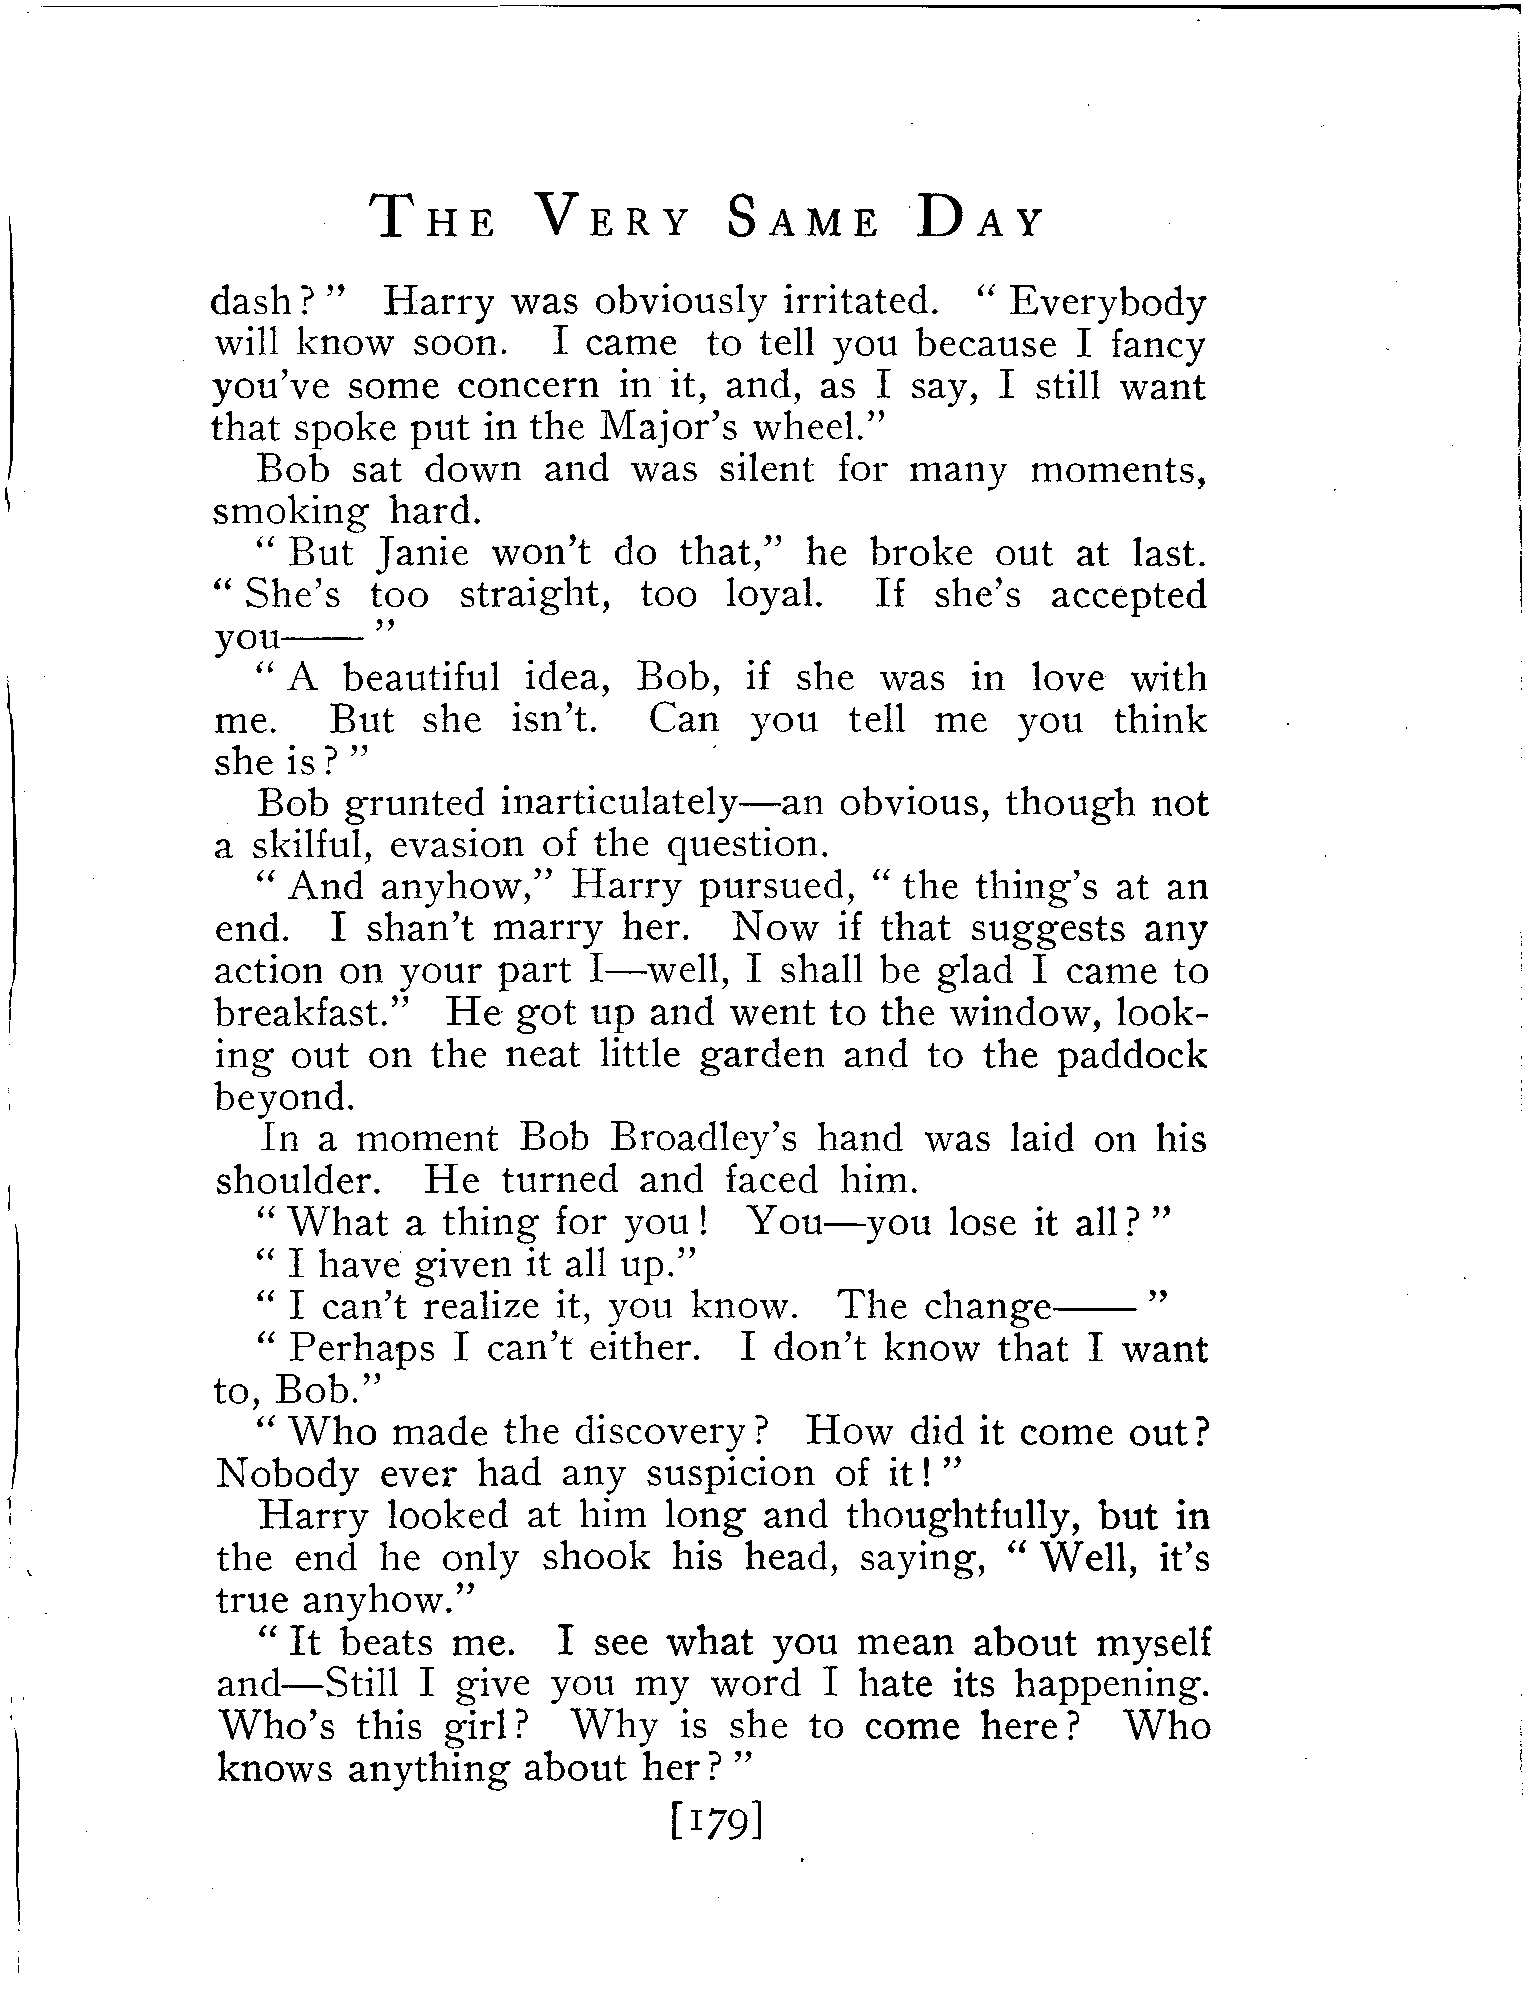 The Very Same Day
dash?" Harry was obviously irritated. "Everybody
will know soon. I came to tell you because I fancy
you've some concern in it, and, as I say, I still want
that spoke put in the Major's wheel."
Bob sat down and was silent for many moments,
smoking hard.
"But Janie won't do that," he broke out at last.
"She's too straight, too loyal. If she's accepted
you——"
"A beautiful idea, Bob, if she was in love with
me. But she isn't. Can you tell me you think
she is?"
Bob grunted inarticulately—an obvious, though not
a skilful, evasion of the question.
"And anyhow," Harry pursued, "the thing's at an
end. I shan't marry her. Now if that suggests any
action on your part I—well, I shall be glad I came to
breakfast." He got up and went to the window, look-
ing out on the neat little garden and to the paddock
beyond.
In a moment Bob Broadley's hand was laid on his
shoulder. He turned and faced him.
"What a thing for you! You—you lose it all?"
"I have given it all up."
"I can't realize it, you know. The change——"
"Perhaps I can't either. I don't know that I want
to, Bob."
"Who made the discovery? How did it come out?
Nobody ever had any suspicion of it!"
Harry looked at him long and thoughtfully, but in
the end he only shook his head, saying, "Well, it's
true anyhow."
"It beats me. I see what you mean about myself
and—Still I give you my word I hate its happening.
Who's this girl? Why is she to come here? Who
knows anything about her?"
[179]